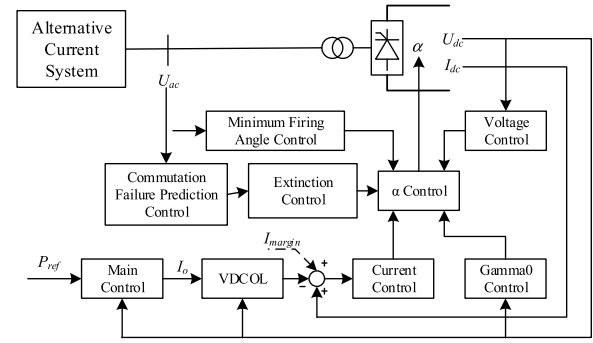 Alternative
Current
System
U_ac
α
U_dc
I_dc
Minimum Firing
Angle Control
Voltage
Control
Commutation
Failure Prediction
Control
Extinction
Control
α Control
I_margin
P_ref
Main
Control
I_o
VDCOL
+
−
+
Current
Control
Gamma0
Control